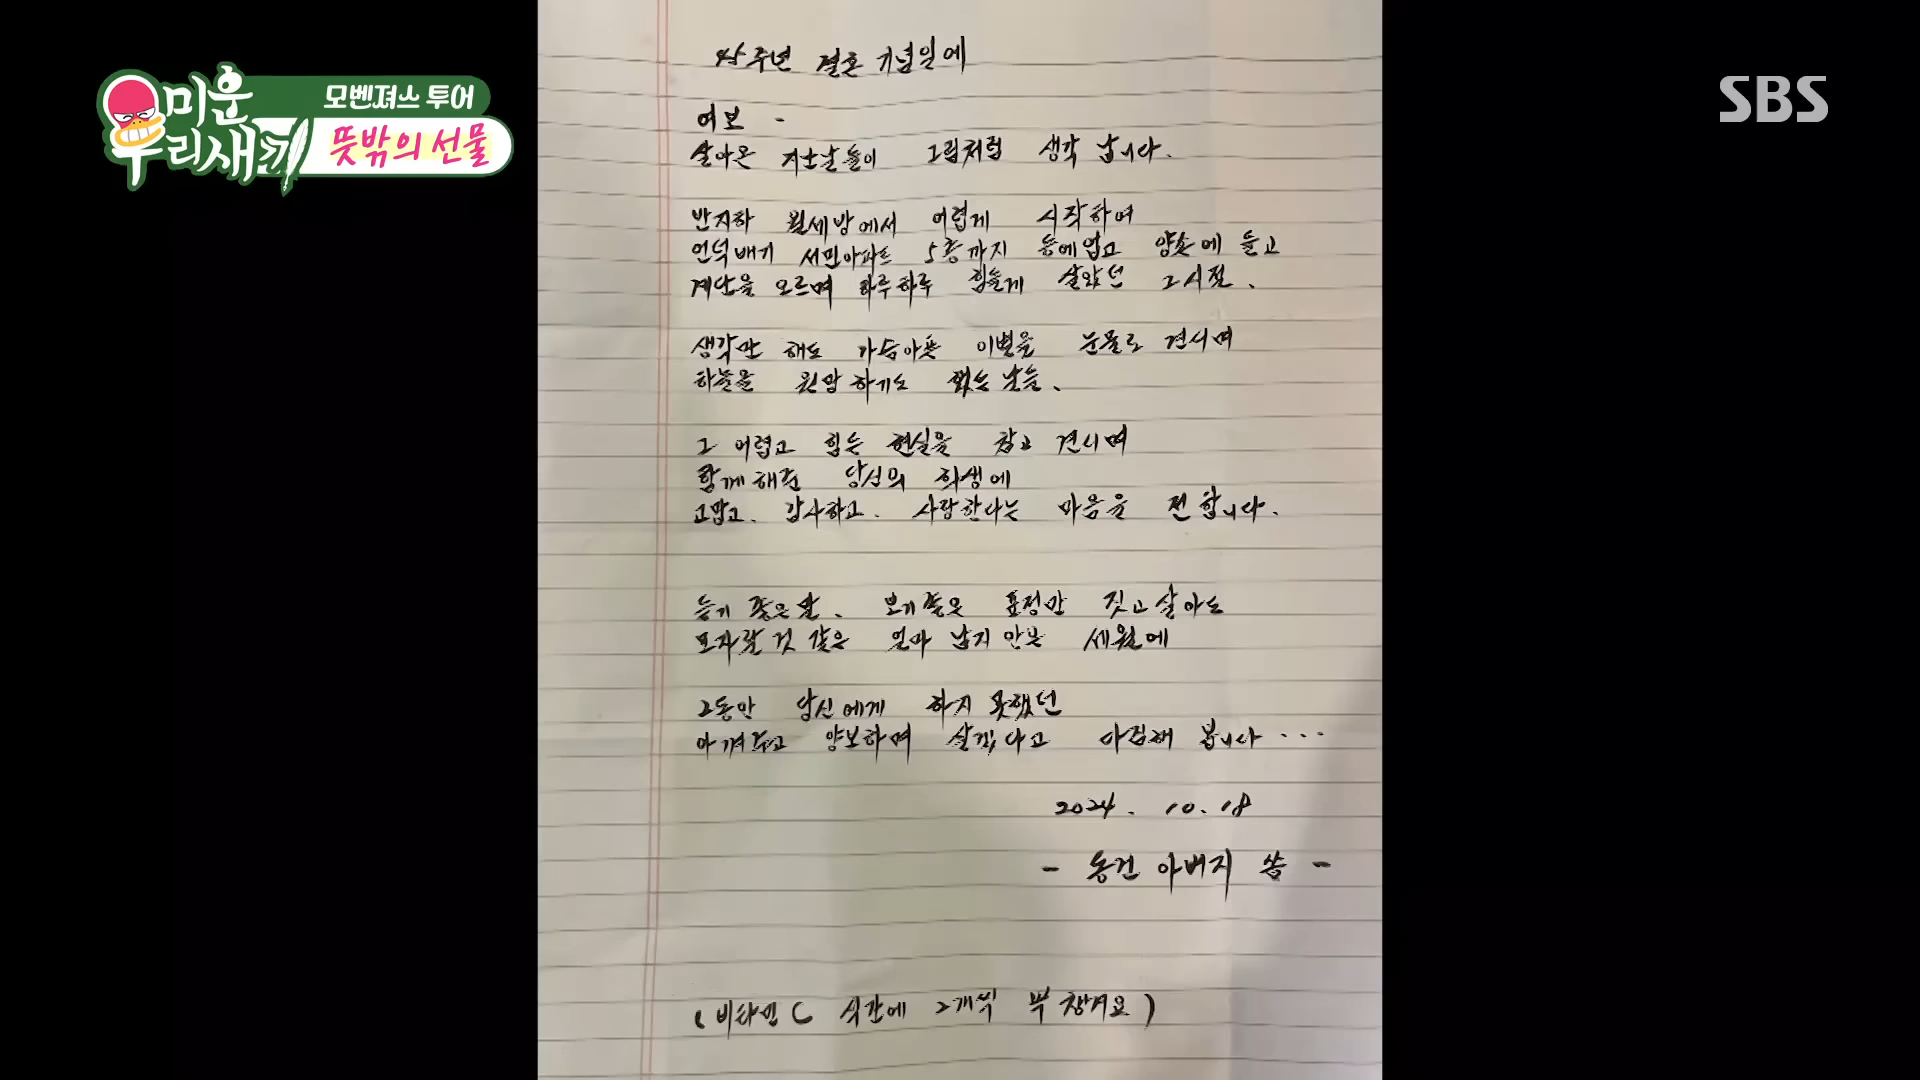 미운
우리새끼
모벤져스 투어
뜻밖의 선물
SBS
45주년 결혼 기념일에
여보 -
살아온 지난날들이 그림처럼 생각 납니다.
반지하 월세방에서 어렵게 시작하여
언덕배기 서민아파트 5층까지 등에업고 양손에 들고
계단을 오르며 하루하루 힘들게 살았던 그시절.
생각만 해도 가슴아픈 이별을 눈물로 견디며
하늘을 원망하기도 했는 날들.
그 어렵고 힘든 현실을 참고 견디며
함께해준 당신의 희생에
고맙고. 감사하고. 사랑한다는 마음을 전합니다.
듣기 좋은말. 보기좋은 표정만 짓고살아도
모자랄것 같은 얼마 남지 안은 세월에
그동안 당신에게 하지 못했던
아껴주고 양보하며 살겠다고 다짐해 봅니다 ...
2024. 10. 18
- 동건 아버지 씀 -
(비타민 C 식간에 2개씩 꼭 챙겨요)